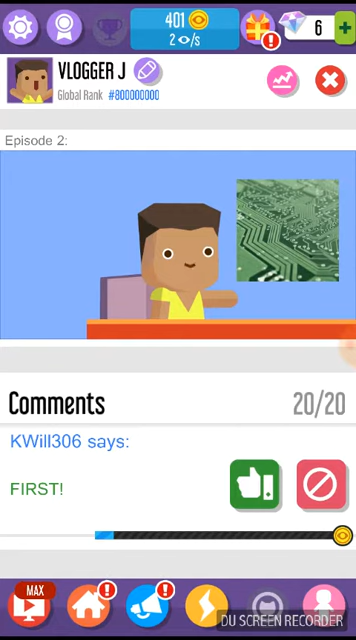 401
2 /s
6
VLOGGER J
Global Rank #800000000
Episode 2:
Comments 20/20
KWill306 says:
FIRST!
MAX
DU SCREEN RECORDER